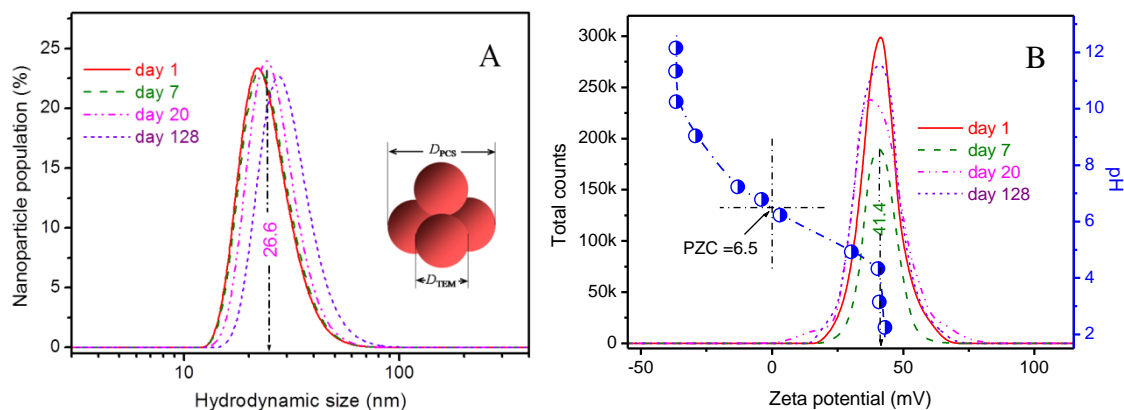 A
Nanoparticle population (%)
25
20
15
10
5
0
day 1
day 7
day 20
day 128
26.6
DPCS
DTEM
10
100
Hydrodynamic size (nm)
B
Total counts
300k
250k
200k
150k
100k
50k
0
day 1
day 7
day 20
day 128
PZC =6.5
41.4
-50
0
50
100
Zeta potential (mV)
12
10
8
6
4
2
pH